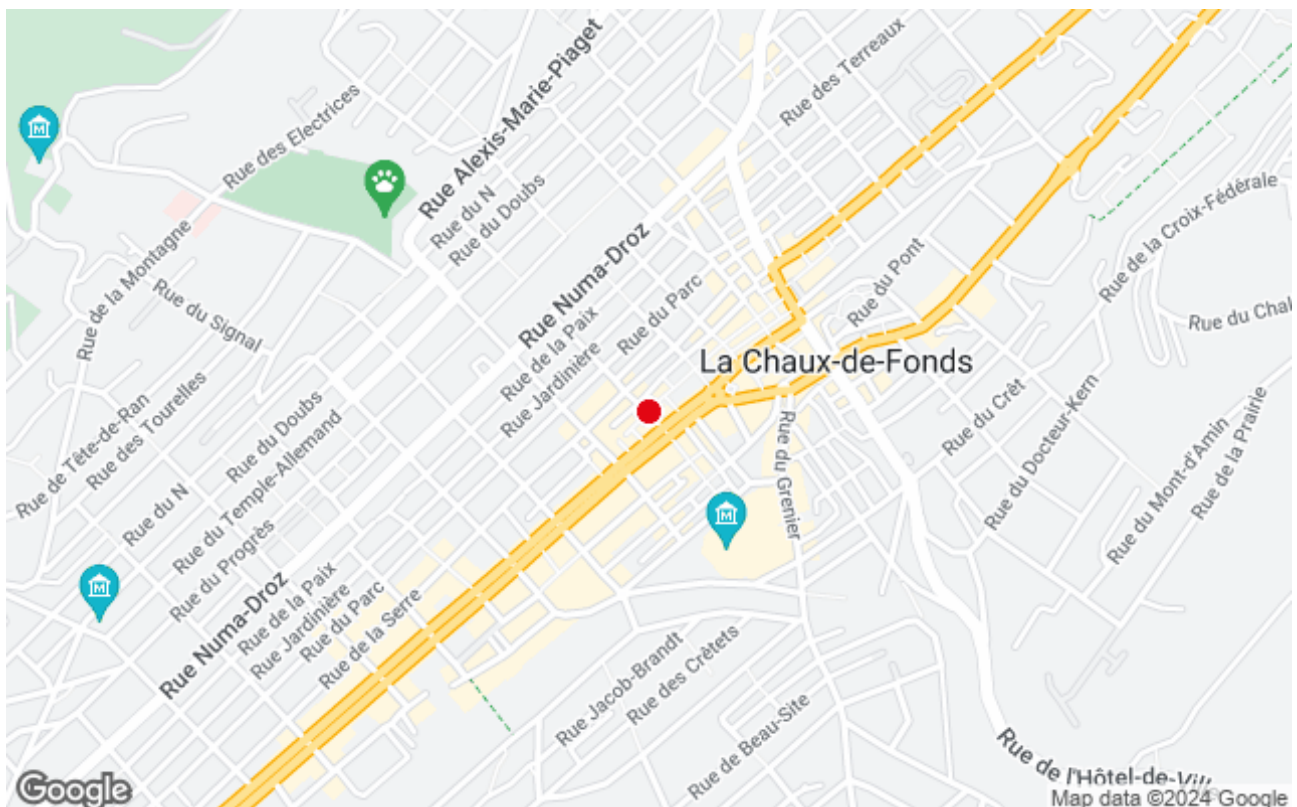 Rue des Terreaux
Rue Alexis-Marie-Piaget
Rue des Electrices
Rue du N
Rue du Doubs
Rue de la Croix-Fédérale
Rue de la Montagne
Rue Numa-Droz
Rue du Pont
Rue du Parc
Rue du Signal
Rue de la Paix
Rue du Chal
Rue Jardinière
La Chaux-de-Fonds
Rue de Tête-de-Ran
Rue des Tourelles
Rue du Doubs
Rue du Temple-Allemand
Rue du Crêt
Rue du Docteur-Kern
Rue du Mont-d'Amin
Rue de la Prairie
Rue du Grenier
Rue du N
Rue du Progrès
Rue Numa-Droz
Rue de la Paix
Rue Jardinière
Rue du Parc
Rue de la Serre
Rue Jacob-Brandt
Rue des Crêtets
Rue de Beau-Site
Rue de l'Hôtel-de-Ville
Google
Map data ©2024 Google